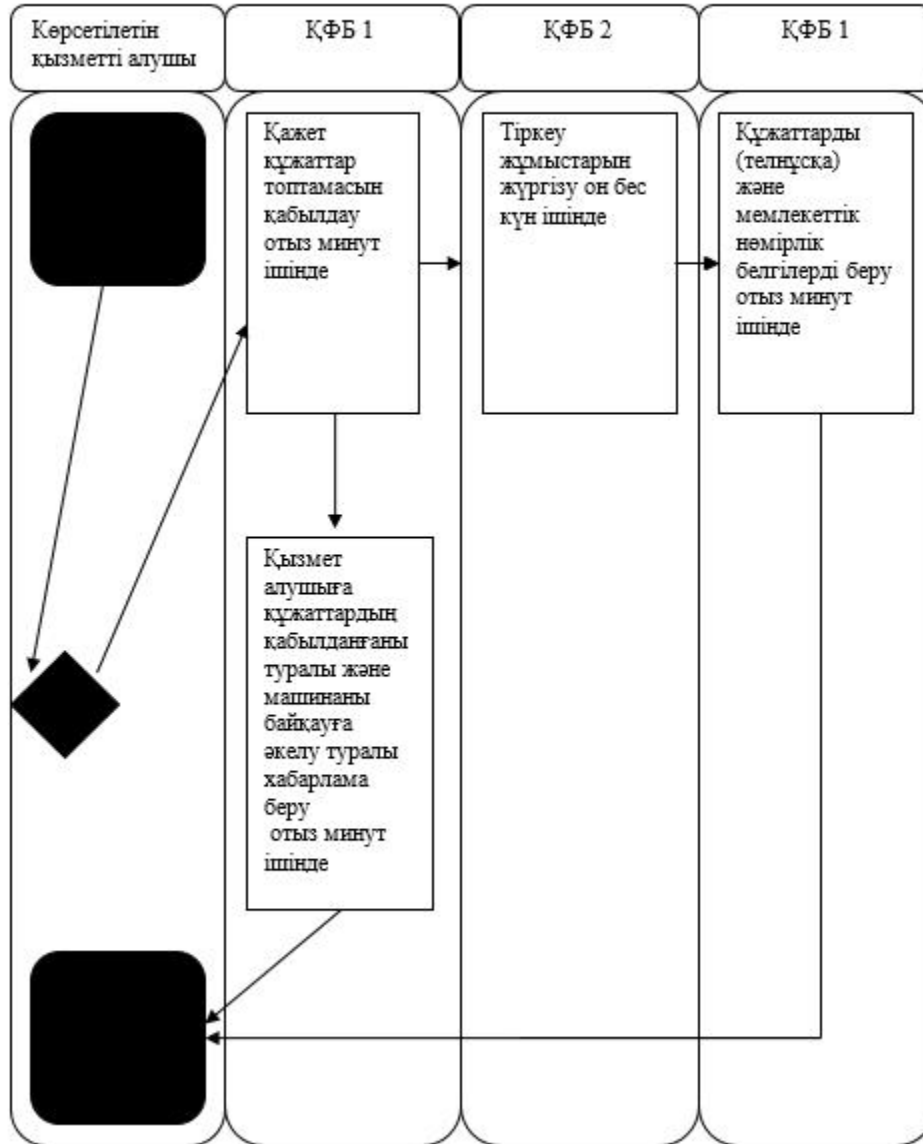 Көрсетілетін
қызметті алушы
ҚФБ 1
ҚФБ 2
ҚФБ 1
Қажет
құжаттар
топтамасын
қабылдау
отыз минут
ішінде
Тіркеу
жұмыстарын
жүргізу он бес
күн ішінде
Құжаттарды
(телнұсқа)
және
мемлекеттік
нөмірлік
белгілерді беру
отыз минут
ішінде
Қызмет
алушыға
құжаттардың
қабылданғаны
туралы және
машинаны
байқауға
әкелу туралы
хабарлама
беру
отыз минут
ішінде